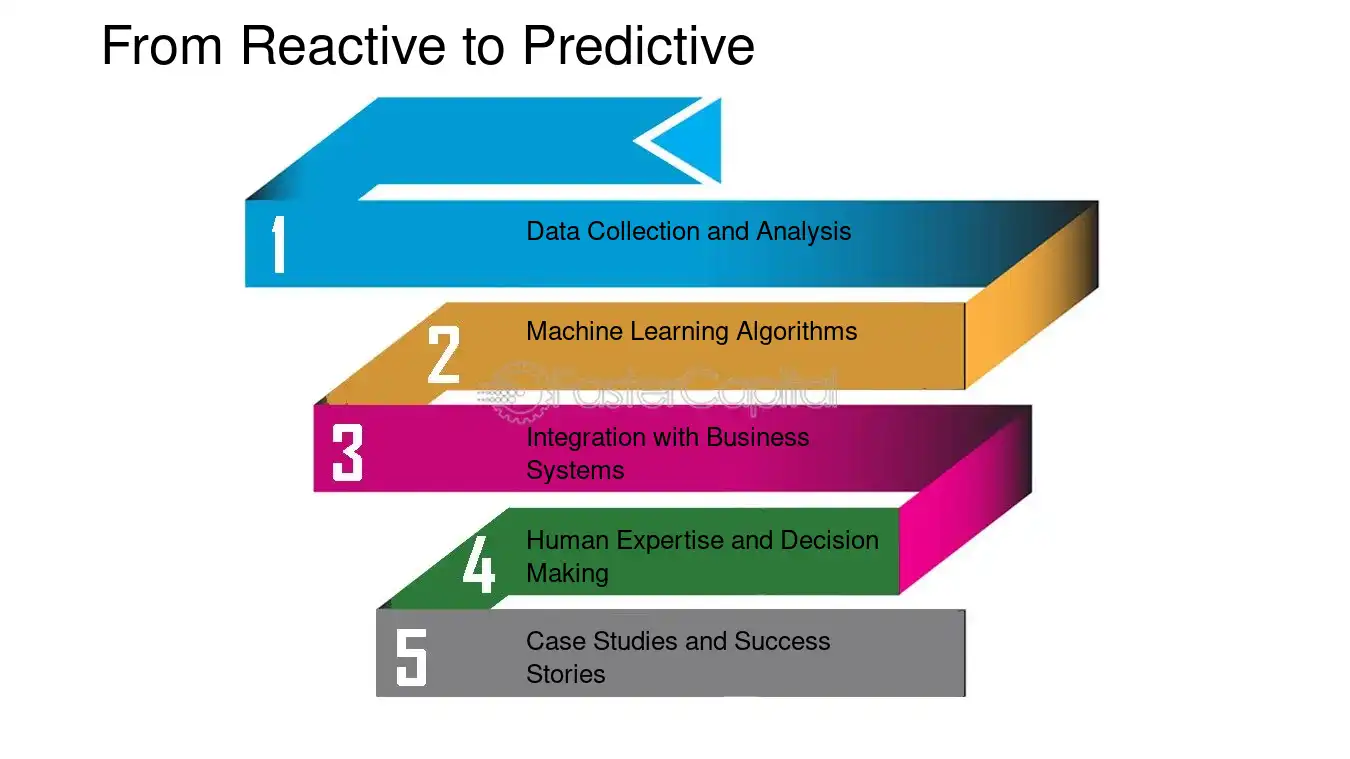 From Reactive to Predictive
1
Data Collection and Analysis
2
Machine Learning Algorithms
FasterCapital
3
Integration with Business
Systems
4
Human Expertise and Decision
Making
5
Case Studies and Success
Stories